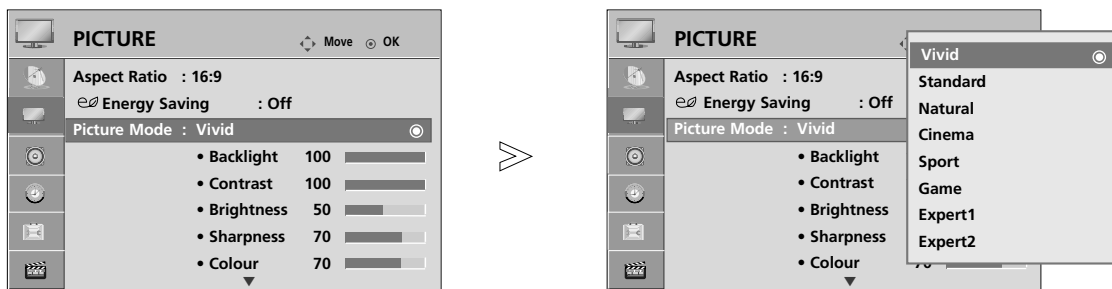 PICTURE
Move
OK
Aspect Ratio : 16:9
Energy Saving : Off
Picture Mode : Vivid
• Backlight 100
• Contrast 100
• Brightness 50
• Sharpness 70
• Colour 70
PICTURE
Aspect Ratio : 16:9
Energy Saving : Off
Picture Mode : Vivid
• Backlight
• Contrast
• Brightness
• Sharpness
• Colour
Vivid
Standard
Natural
Cinema
Sport
Game
Expert1
Expert2